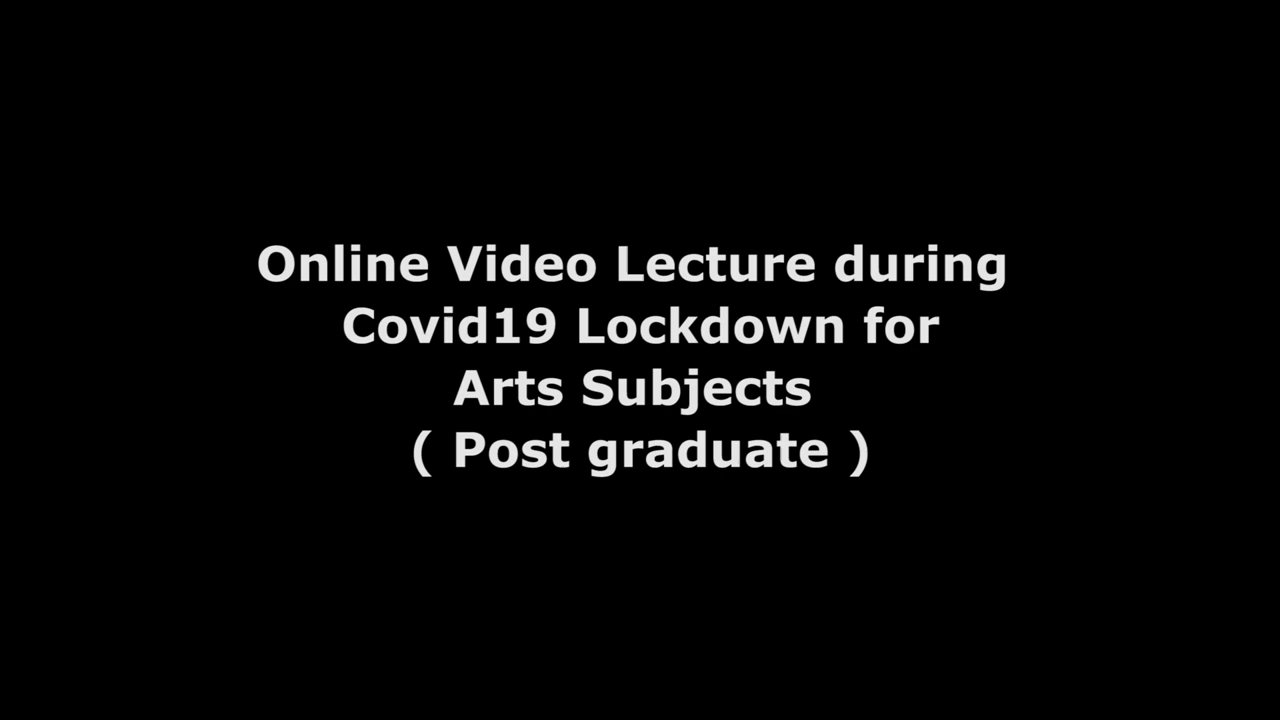 Online Video Lecture during
Covid19 Lockdown for
Arts Subjects
( Post graduate )